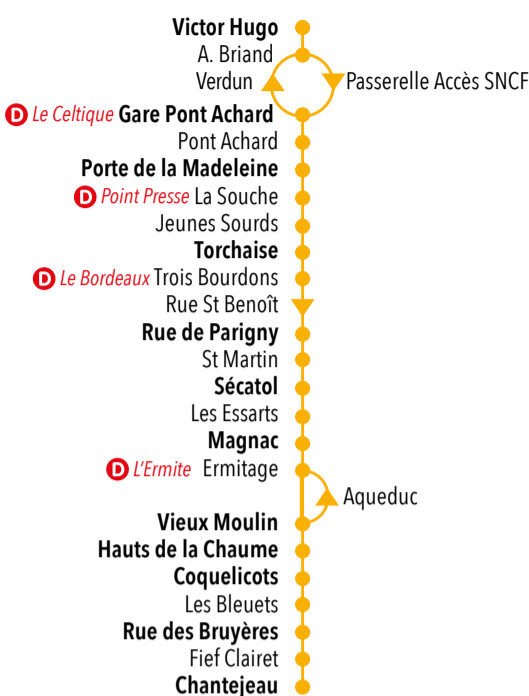 Victor Hugo
A. Briand
Verdun Passerelle Accès SNCF
D Le Celtique Gare Pont Achard
Pont Achard
Porte de la Madeleine
D Point Presse La Souche
Jeunes Sourds
Torchaise
D Le Bordeaux Trois Bourdons
Rue St Benoît
Rue de Parigny
St Martin
Sécatol
Les Essarts
Magnac
D L'Ermite Ermitage
Aqueduc
Vieux Moulin
Hauts de la Chaume
Coquelicots
Les Bleuets
Rue des Bruyères
Fief Clairet
Chantejeau